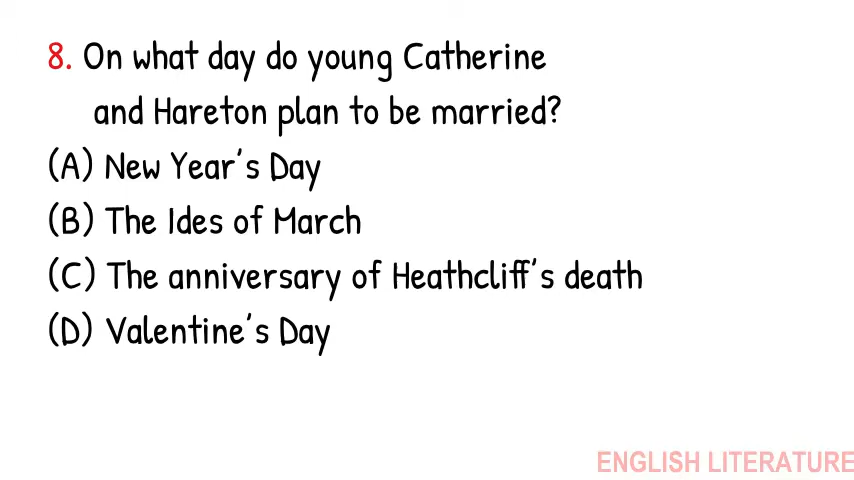 8. On what day do young Catherine
and Hareton plan to be married?
(A) New Year's Day
(B) The Ides of March
(C) The anniversary of Heathcliff's death
(D) Valentine's Day
ENGLISH LITERATURE